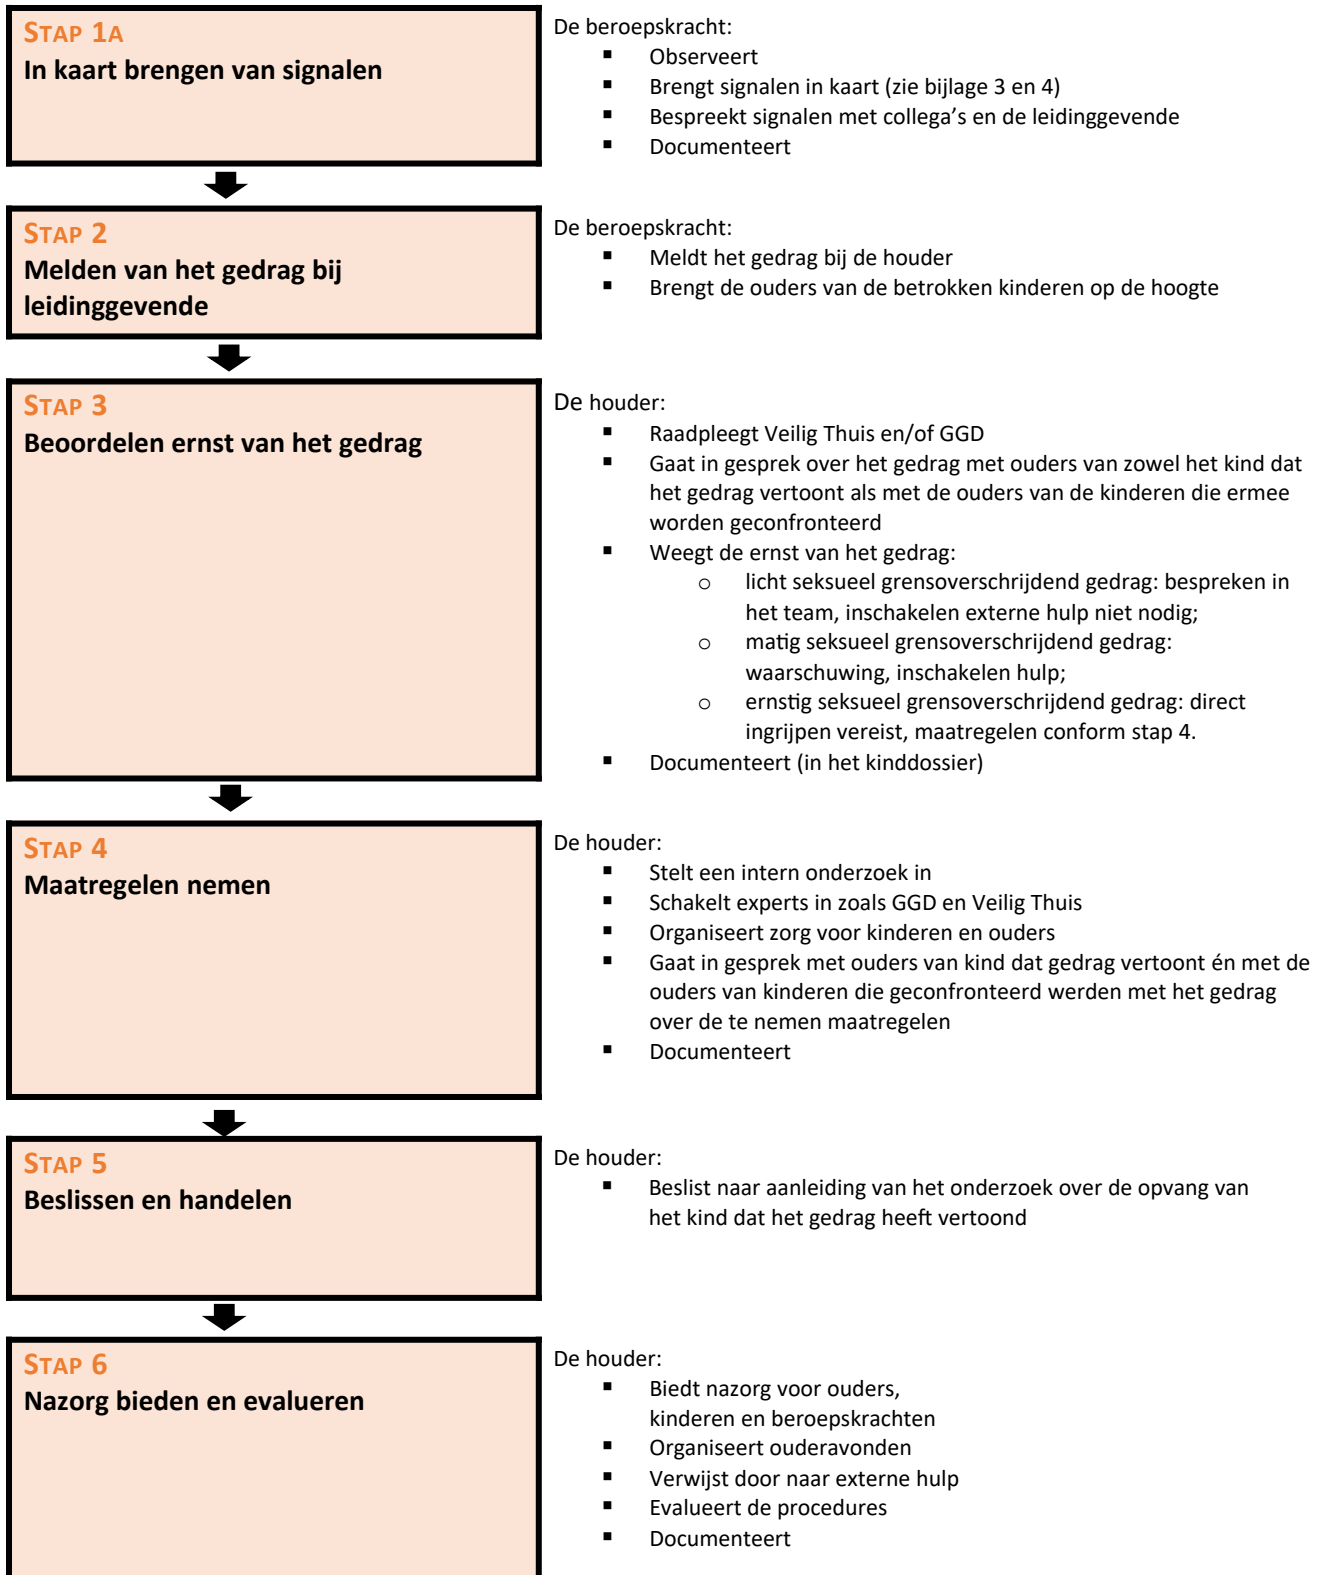 STAP 1A
In kaart brengen van signalen
De beroepskracht:
▪ Observeert
▪ Brengt signalen in kaart (zie bijlage 3 en 4)
▪ Bespreekt signalen met collega’s en de leidinggevende
▪ Documenteert
STAP 2
Melden van het gedrag bij
leidinggevende
De beroepskracht:
▪ Meldt het gedrag bij de houder
▪ Brengt de ouders van de betrokken kinderen op de hoogte
STAP 3
Beoordelen ernst van het gedrag
De houder:
▪ Raadpleegt Veilig Thuis en/of GGD
▪ Gaat in gesprek over het gedrag met ouders van zowel het kind dat
het gedrag vertoont als met de ouders van de kinderen die ermee
worden geconfronteerd
▪ Weegt de ernst van het gedrag:
o licht seksueel grensoverschrijdend gedrag: bespreken in
het team, inschakelen externe hulp niet nodig;
o matig seksueel grensoverschrijdend gedrag:
waarschuwing, inschakelen hulp;
o ernstig seksueel grensoverschrijdend gedrag: direct
ingrijpen vereist, maatregelen conform stap 4.
▪ Documenteert (in het kinddossier)
STAP 4
Maatregelen nemen
De houder:
▪ Stelt een intern onderzoek in
▪ Schakelt experts in zoals GGD en Veilig Thuis
▪ Organiseert zorg voor kinderen en ouders
▪ Gaat in gesprek met ouders van kind dat gedrag vertoont én met de
ouders van kinderen die geconfronteerd werden met het gedrag
over de te nemen maatregelen
▪ Documenteert
STAP 5
Beslissen en handelen
De houder:
▪ Beslist naar aanleiding van het onderzoek over de opvang van
het kind dat het gedrag heeft vertoond
STAP 6
Nazorg bieden en evalueren
De houder:
▪ Biedt nazorg voor ouders,
kinderen en beroepskrachten
▪ Organiseert ouderavonden
▪ Verwijst door naar externe hulp
▪ Evalueert de procedures
▪ Documenteert